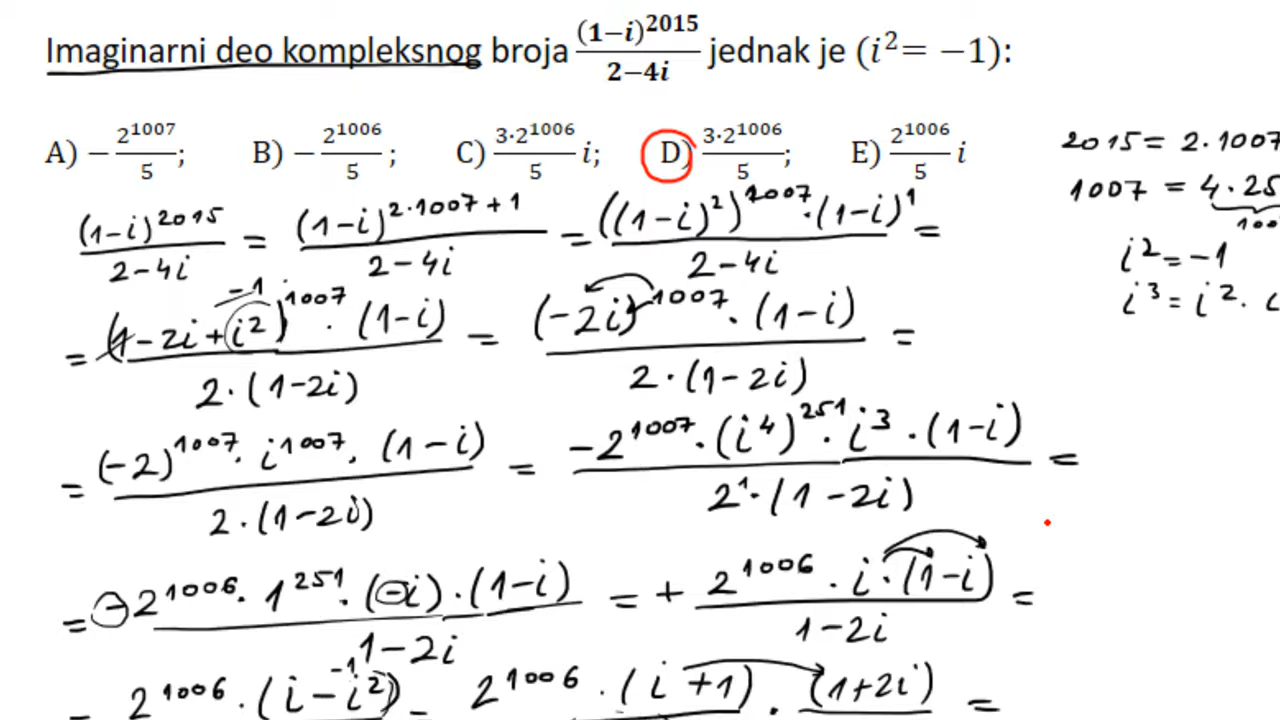 Imaginarni deo kompleksnog broja (1−i)^2015 / 2−4i jednak je (i² = −1):
A) −2^1007/5; B) −2^1006/5; C) 3·2^1006/5 i; D) 3·2^1006/5; E) 2^1006/5 i
2015 = 2·1007
1007 = 4·25
100
i² = −1
i³ = i² ·
(1−i)^2015 / 2−4i = (1−i)^2·1007+1 / 2−4i = ((1−i)²)^1007 · (1−i)^1 / 2−4i =
−1
= (1−2i+i²)^1007 · (1−i) / 2·(1−2i) = (−2i)^1007 · (1−i) / 2·(1−2i) =
= (−2)^1007 · i^1007 · (1−i) / 2·(1−2i) = −2^1007 · (i⁴)^251 · i³ · (1−i) / 2^1·(1−2i) =
= −2^1006 · 1^251 · (−i) · (1−i) / 1−2i = + 2^1006 · i · (1−i) / 1−2i =
−1
= 2^1006 · (i−i²) = 2^1006 · (i+1) · (1+2i) =